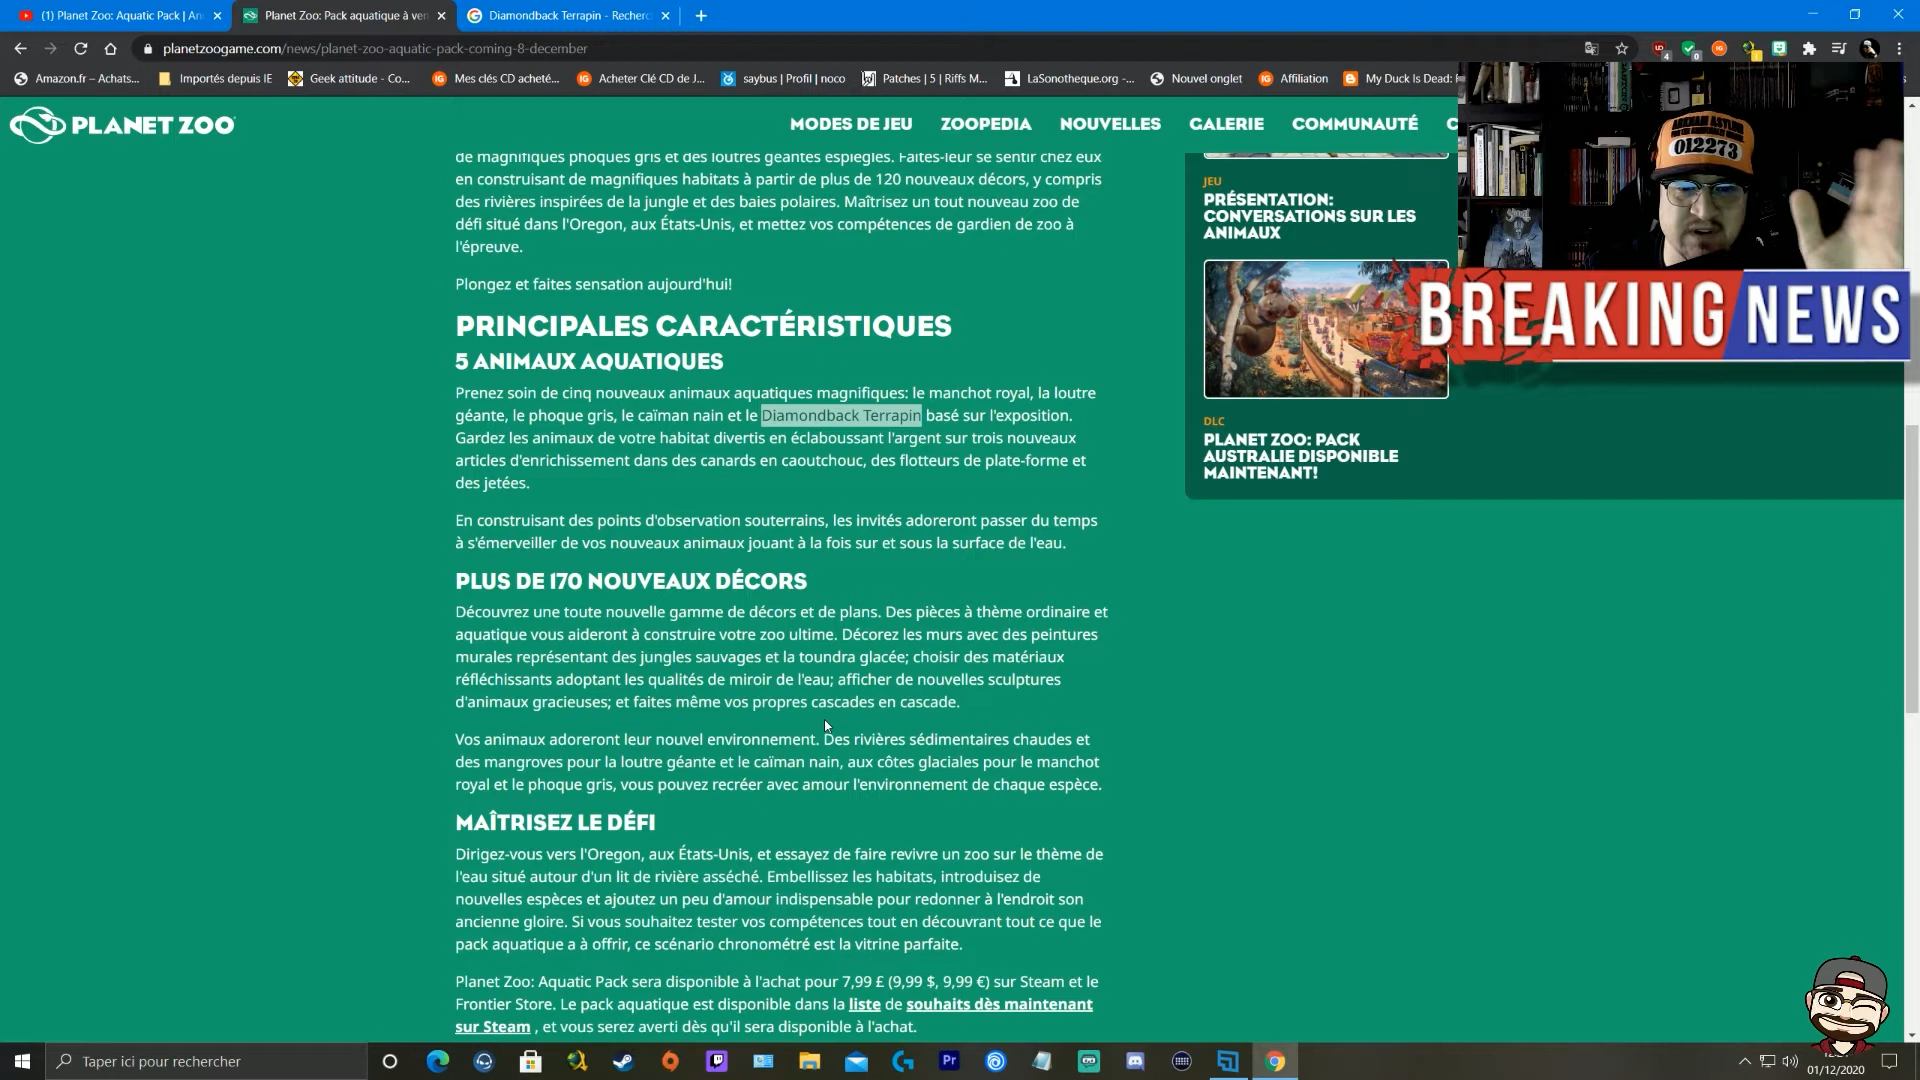 (1) Planet Zoo: Aquatic Pack | An
Planet Zoo: Pack aquatique à ven
Diamondback Terrapin - Recherc
planetzoogame.com/news/planet-zoo-aquatic-pack-coming-8-december
Amazon.fr – Achats...
Importés depuis IE
Geek attitude - Co...
Mes clés CD acheté...
Acheter Clé CD de J...
saybus | Profil | noco
Patches | 5 | Riffs M...
LaSonotheque.org -...
Nouvel onglet
Affiliation
My Duck Is Dead:
PLANET ZOO
MODES DE JEU
ZOOPEDIA
NOUVELLES
GALERIE
COMMUNAUTÉ
C
012273
de magnifiques phoques gris et des loutres géantes espiègles. Faites-leur se sentir chez eux
en construisant de magnifiques habitats à partir de plus de 120 nouveaux décors, y compris
des rivières inspirées de la jungle et des baies polaires. Maîtrisez un tout nouveau zoo de
défi situé dans l'Oregon, aux États-Unis, et mettez vos compétences de gardien de zoo à
l'épreuve.
Plongez et faites sensation aujourd'hui!
PRINCIPALES CARACTÉRISTIQUES
5 ANIMAUX AQUATIQUES
Prenez soin de cinq nouveaux animaux aquatiques magnifiques: le manchot royal, la loutre
géante, le phoque gris, le caïman nain et le Diamondback Terrapin basé sur l'exposition.
Gardez les animaux de votre habitat divertis en éclaboussant l'argent sur trois nouveaux
articles d'enrichissement dans des canards en caoutchouc, des flotteurs de plate-forme et
des jetées.
En construisant des points d'observation souterrains, les invités adoreront passer du temps
à s'émerveiller de vos nouveaux animaux jouant à la fois sur et sous la surface de l'eau.
PLUS DE 170 NOUVEAUX DÉCORS
Découvrez une toute nouvelle gamme de décors et de plans. Des pièces à thème ordinaire et
aquatique vous aideront à construire votre zoo ultime. Décorez les murs avec des peintures
murales représentant des jungles sauvages et la toundra glacée; choisir des matériaux
réfléchissants adoptant les qualités de miroir de l'eau; afficher de nouvelles sculptures
d'animaux gracieuses; et faites même vos propres cascades en cascade.
Vos animaux adoreront leur nouvel environnement. Des rivières sédimentaires chaudes et
des mangroves pour la loutre géante et le caïman nain, aux côtes glaciales pour le manchot
royal et le phoque gris, vous pouvez recréer avec amour l'environnement de chaque espèce.
MAÎTRISEZ LE DÉFI
Dirigez-vous vers l'Oregon, aux États-Unis, et essayez de faire revivre un zoo sur le thème de
l'eau situé autour d'un lit de rivière asséché. Embellissez les habitats, introduisez de
nouvelles espèces et ajoutez un peu d'amour indispensable pour redonner à l'endroit son
ancienne gloire. Si vous souhaitez tester vos compétences tout en découvrant tout ce que le
pack aquatique a à offrir, ce scénario chronométré est la vitrine parfaite.
Planet Zoo: Aquatic Pack sera disponible à l'achat pour 7,99 £ (9,99 $, 9,99 €) sur Steam et le
Frontier Store. Le pack aquatique est disponible dans la liste de souhaits dès maintenant
sur Steam , et vous serez averti dès qu'il sera disponible à l'achat.
JEU
PRÉSENTATION:
CONVERSATIONS SUR LES
ANIMAUX
BREAKING NEWS
DLC
PLANET ZOO: PACK
AUSTRALIE DISPONIBLE
MAINTENANT!
Taper ici pour rechercher
Pr
01/12/2020